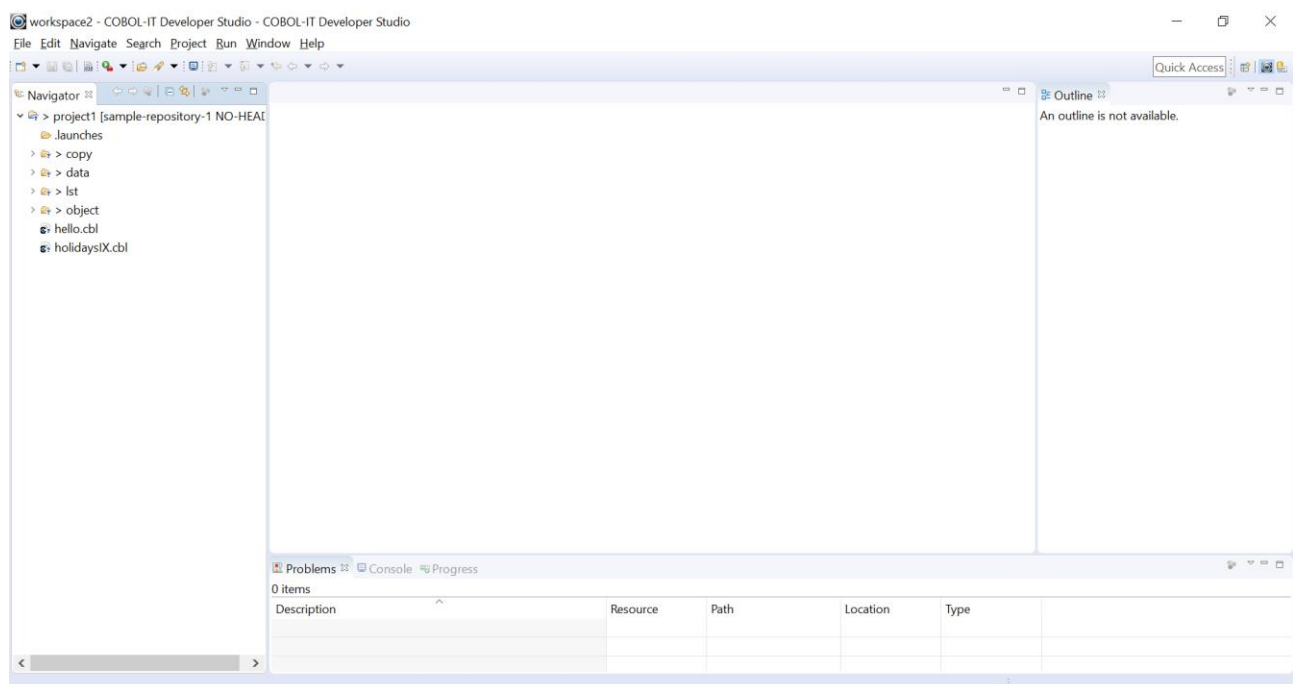 workspace2 - COBOL-IT Developer Studio - COBOL-IT Developer Studio
File Edit Navigate Search Project Run Window Help
Quick Access
Navigator
Outline
> project1 [sample-repository-1 NO-HEAD
An outline is not available.
.launches
> copy
> data
> lst
> object
hello.cbl
holidaysIX.cbl
Problems Console Progress
0 items
Description Resource Path Location Type